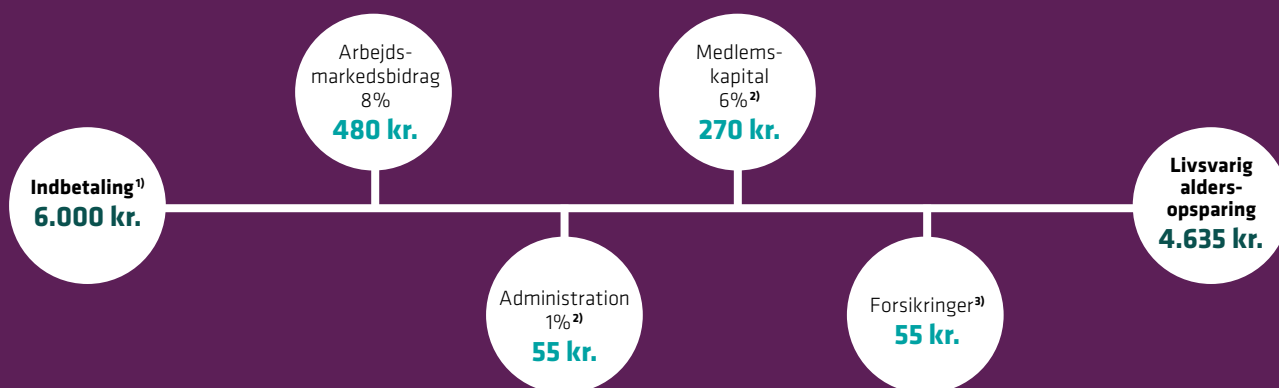 Indbetaling¹⁾
6.000 kr.
Arbejds-
markedsbidrag
8%
480 kr.
Administration
1%²⁾
55 kr.
Medlems-
kapital
6%²⁾
270 kr.
Forsikringer³⁾
55 kr.
Livsvarig
alders-
opsparing
4.635 kr.